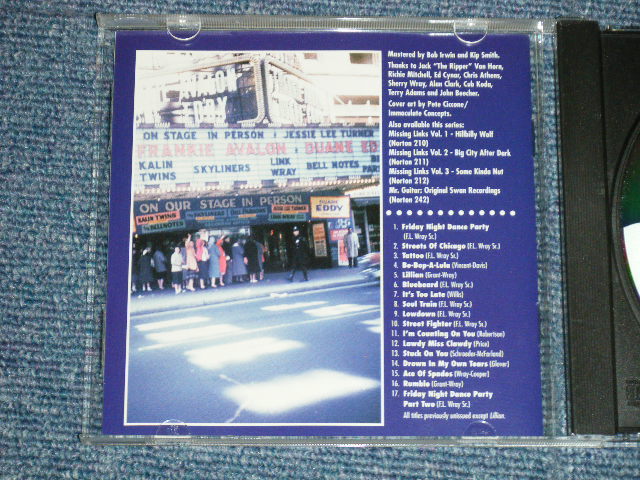 ON STAGE IN PERSON JESSIE LEE TURNER
FRANKIE AVALON DUANE ED
KALIN TWINS SKYLINERS LINK WRAY BELL NOTES
ON OUR STAGE IN PERSON
KALIN TWINS
DUANE EDDY
Mastered by Bob Irwin and Kip Smith.
Thanks to Jack "The Ripper" Van Horn,
Richie Mitchell, Ed Cynar, Chris Athens,
Sherry Wray, Alan Clark, Cub Koda,
Terry Adams and John Beecher.
Cover art by Pete Ciccone/
Immaculate Concepts.
Also available this series:
Missing Links Vol. 1 - Hillbilly Wolf
(Norton 210)
Missing Links Vol. 2 - Big City After Dark
(Norton 211)
Missing Links Vol. 3 - Some Kinda Nut
(Norton 212)
Mr. Guitar: Original Swan Recordings
(Norton 242)
1. Friday Night Dance Party
(F.L. Wray Sr.)
2. Streets Of Chicago (F.L. Wray Sr.)
3. Tattoo (F.L. Wray Sr.)
4. Be-Bop-A-Lula (Vincent-Davis)
5. Lillian (Grant-Wray)
6. Bluebeard (F.L. Wray Sr.)
7. It's Too Late (Willis)
8. Soul Train (F.L. Wray Sr.)
9. Lowdown (F.L. Wray Sr.)
10. Street Fighter (F.L. Wray Sr.)
11. I'm Counting On You (Robertson)
12. Lawdy Miss Clawdy (Price)
13. Stuck On You (Schroeder-McFarland)
14. Drown In My Own Tears (Glover)
15. Ace Of Spades (Wray-Cooper)
16. Rumble (Grant-Wray)
17. Friday Night Dance Party
Part Two (F.L. Wray Sr.)
All titles previously unissued except Lillian.